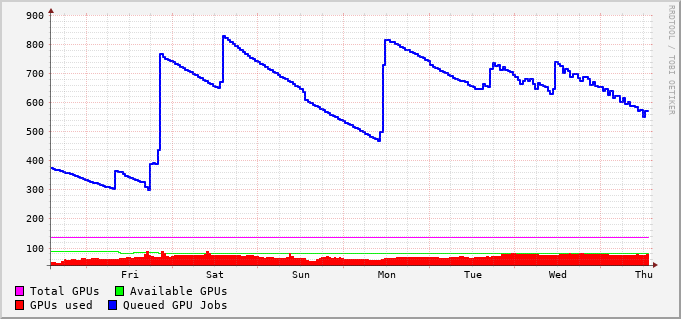 900
800
700
600
500
400
300
200
100
Fri Sat Sun Mon Tue Wed Thu
Total GPUs Available GPUs
GPUs used Queued GPU Jobs
RRDTOOL / TOBI OETIKER